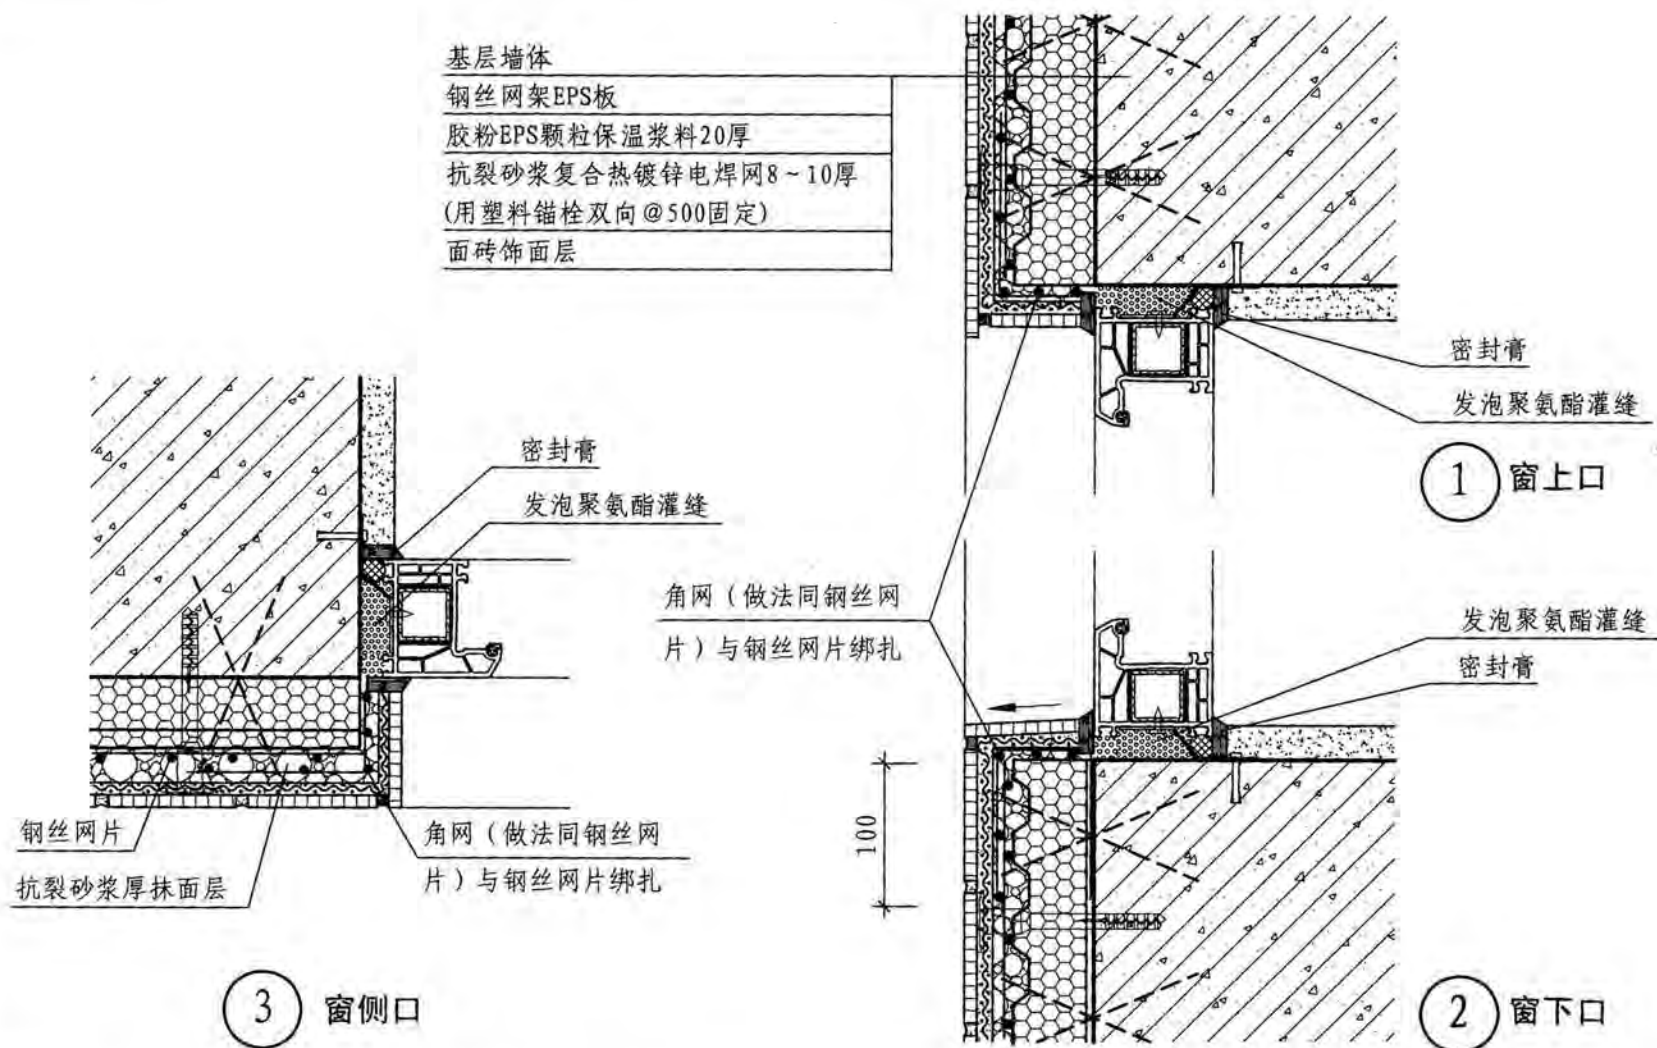 基层墙体
钢丝网架EPS板
胶粉EPS颗粒保温浆料20厚
抗裂砂浆复合热镀锌电焊网8~10厚
(用塑料锚栓双向@500固定)
面砖饰面层
密封膏
发泡聚氨酯灌缝
1 窗上口
密封膏
发泡聚氨酯灌缝
角网（做法同钢丝网
片）与钢丝网片绑扎
发泡聚氨酯灌缝
密封膏
100
钢丝网片
抗裂砂浆厚抹面层
角网（做法同钢丝网
片）与钢丝网片绑扎
3 窗侧口
2 窗下口